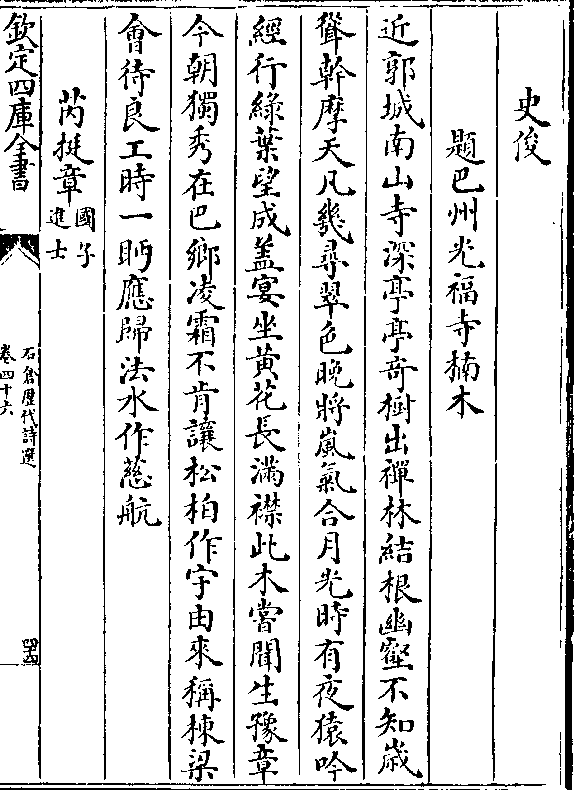 史俊
題巴州光福寺楠木
近郭城南山寺深亭亭奇樹出禪林結根幽壑不知歲
聳幹摩天凡幾尋翠色晚將嵐氣合月光時有夜猿吟
經行綠葉望成蓋宴坐黄花長滿襟此木嘗聞生豫章
今朝獨秀在巴鄉凌霜不肯讓松柏作宇由來稱棟梁
會待良工時一眄應歸法水作慈航
芮挺章 國子進士
欽定四庫全書
石倉歷代詩選
卷四十六
四十四